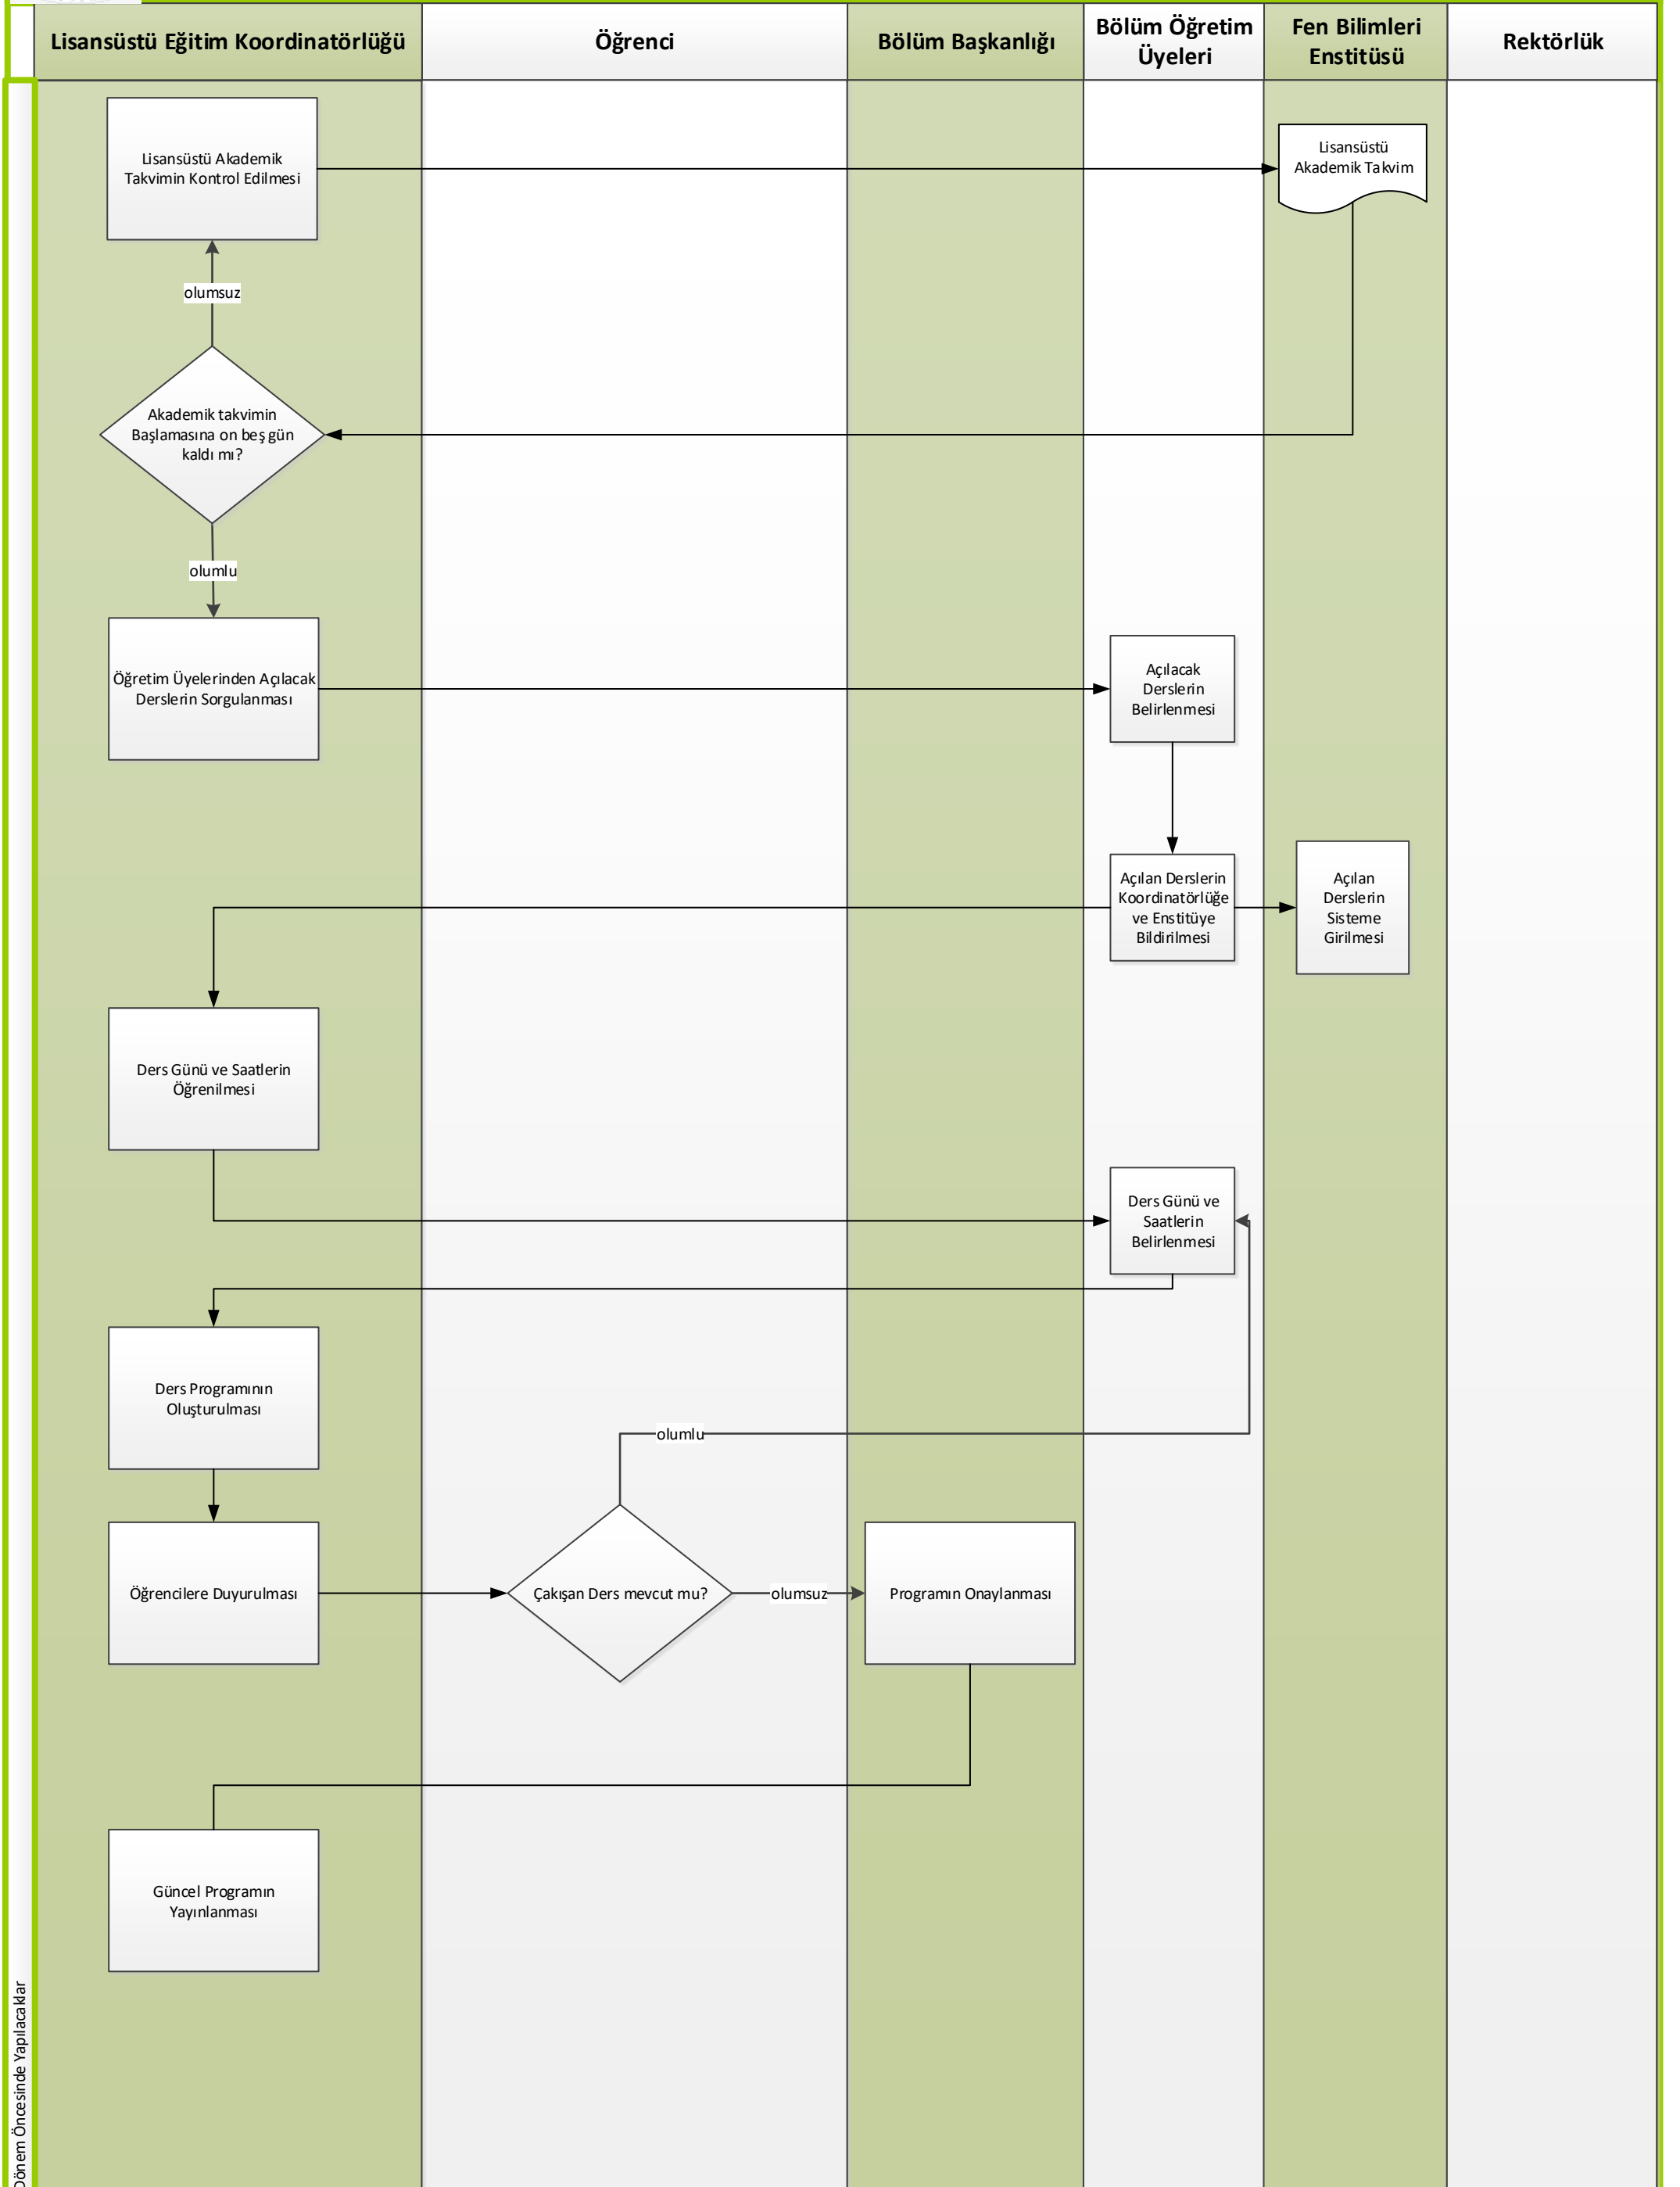 Lisansüstü Eğitim Koordinatörlüğü
Öğrenci
Bölüm Başkanlığı
Bölüm Öğretim
Üyeleri
Fen Bilimleri
Enstitüsü
Rektörlük
Lisansüstü Akademik
Takvimin Kontrol Edilmesi
Lisansüstü
Akademik Takvim
olumsuz
Akademik takvimin
Başlamasına on beş gün
kaldı mı?
olumlu
Öğretim Üyelerinden Açılacak
Derslerin Sorgulanması
Açılacak
Derslerin
Belirlenmesi
Açılan Derslerin
Koordinatörlüğe
ve Enstitüye
Bildirilmesi
Açılan
Derslerin
Sisteme
Girilmesi
Ders Günü ve Saatlerin
Öğrenilmesi
Ders Günü ve
Saatlerin
Belirlenmesi
Ders Programının
Oluşturulması
olumlu
Öğrencilere Duyurulması
Çakışan Ders mevcut mu?
olumsuz
Programın Onaylanması
Güncel Programın
Yayınlanması
Dönem Öncesinde Yapılacaklar